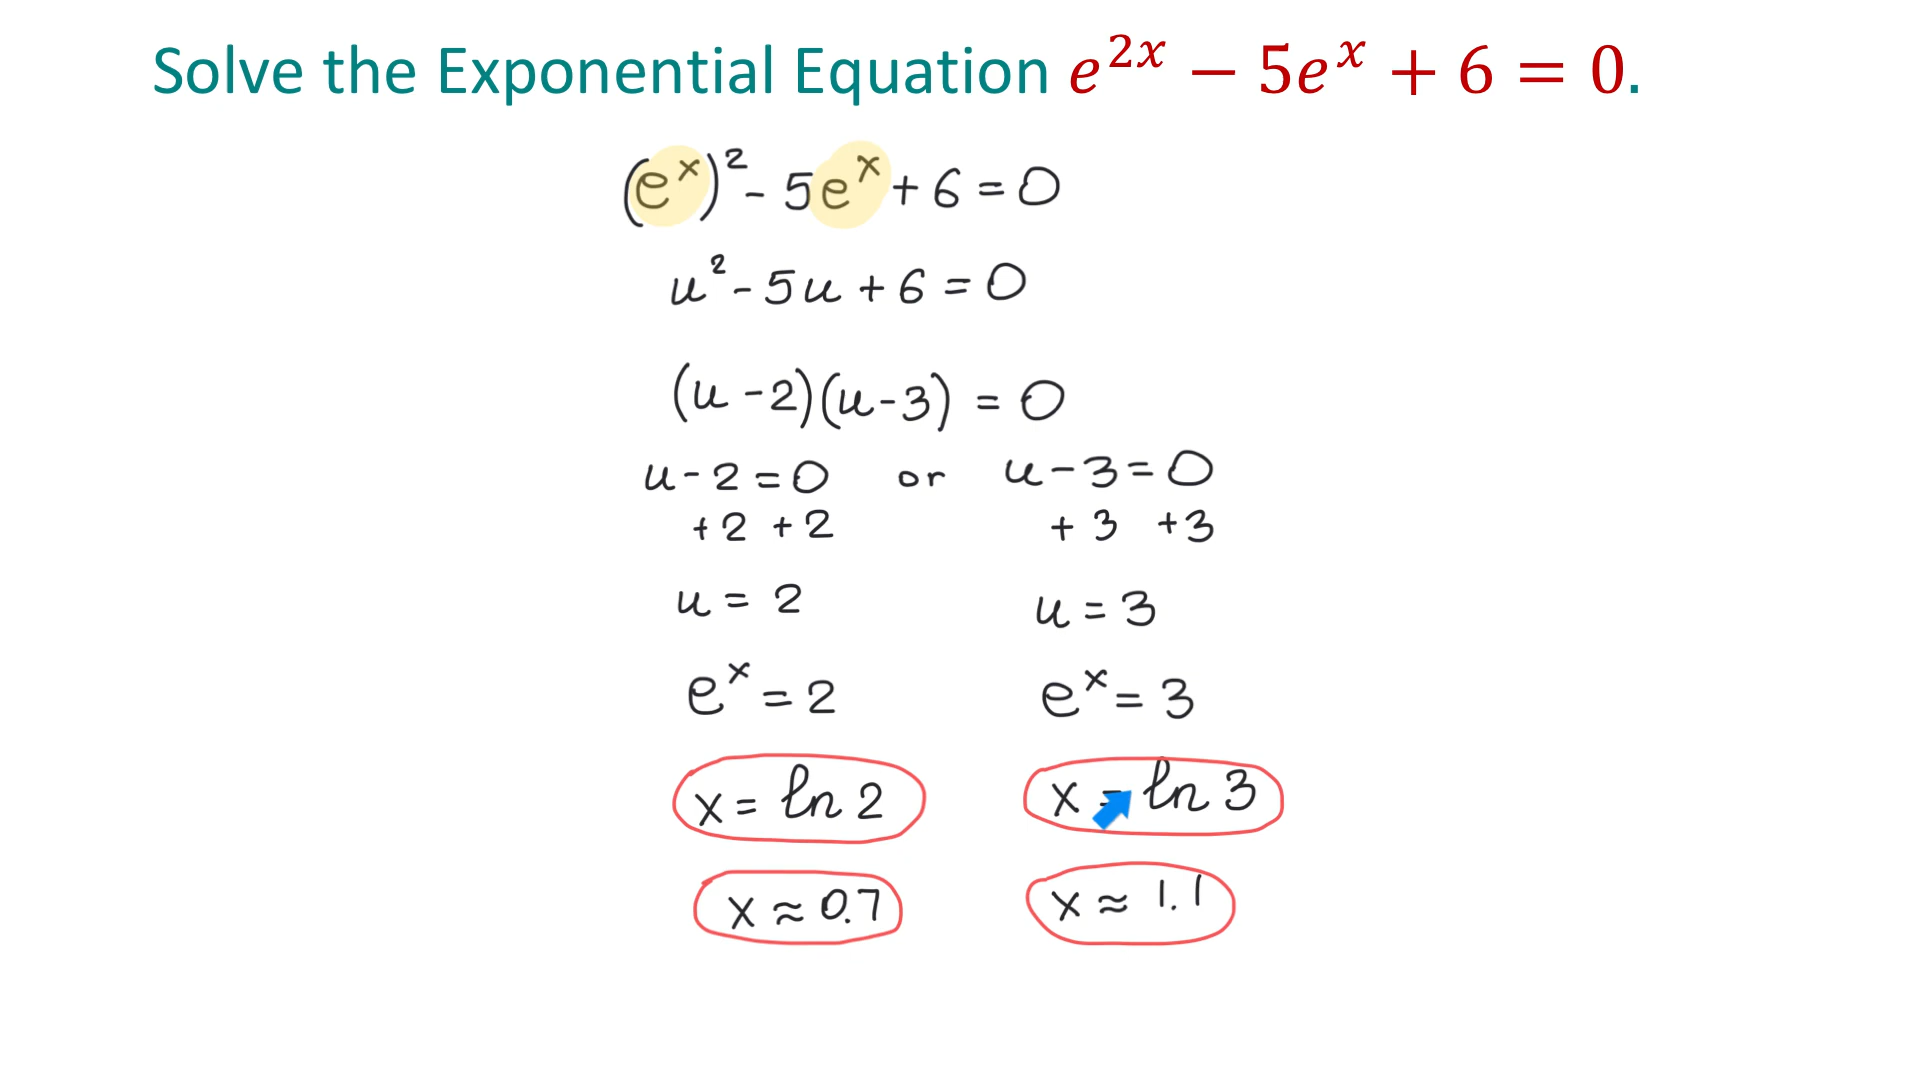 Solve the Exponential Equation e^{2x} − 5e^x + 6 = 0.
(e^x)^2 - 5e^x + 6 = 0
u^2 - 5u + 6 = 0
(u - 2)(u - 3) = 0
u - 2 = 0 or u - 3 = 0
+2 +2 +3 +3
u = 2 u = 3
e^x = 2 e^x = 3
x = ln 2 x = ln 3
x ≈ 0.7 x ≈ 1.1